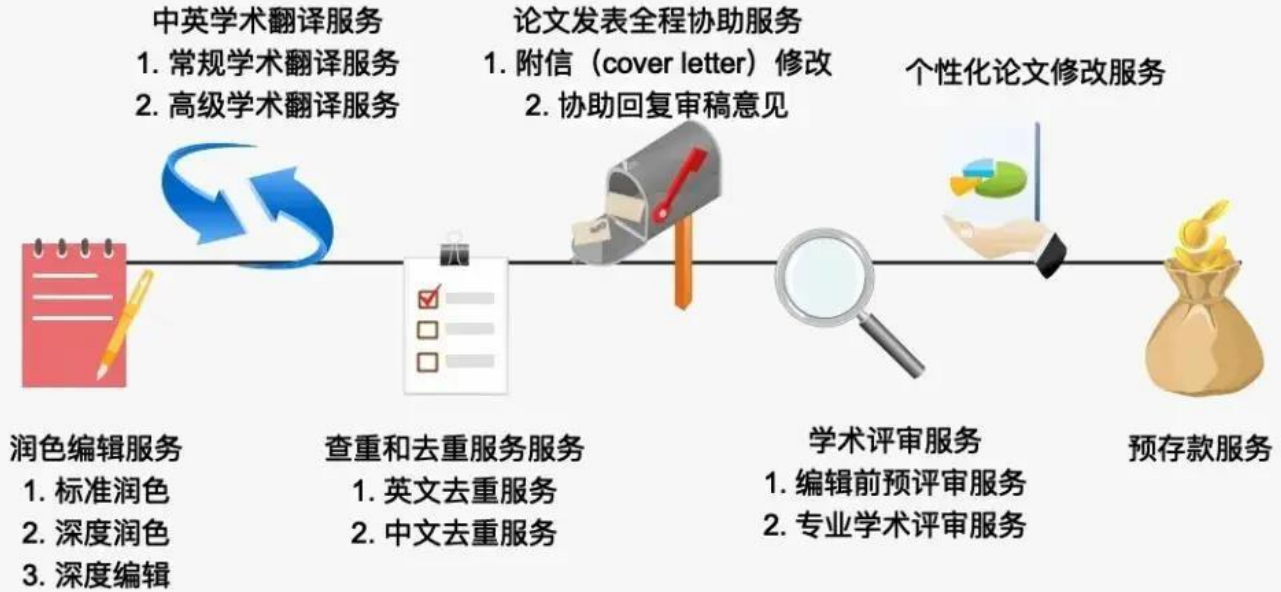 中英学术翻译服务
1. 常规学术翻译服务
2. 高级学术翻译服务
论文发表全程协助服务
1. 附信（cover letter）修改
2. 协助回复审稿意见
个性化论文修改服务
润色编辑服务
1. 标准润色
2. 深度润色
3. 深度编辑
查重和去重服务服务
1. 英文去重服务
2. 中文去重服务
学术评审服务
1. 编辑前预评审服务
2. 专业学术评审服务
预存款服务